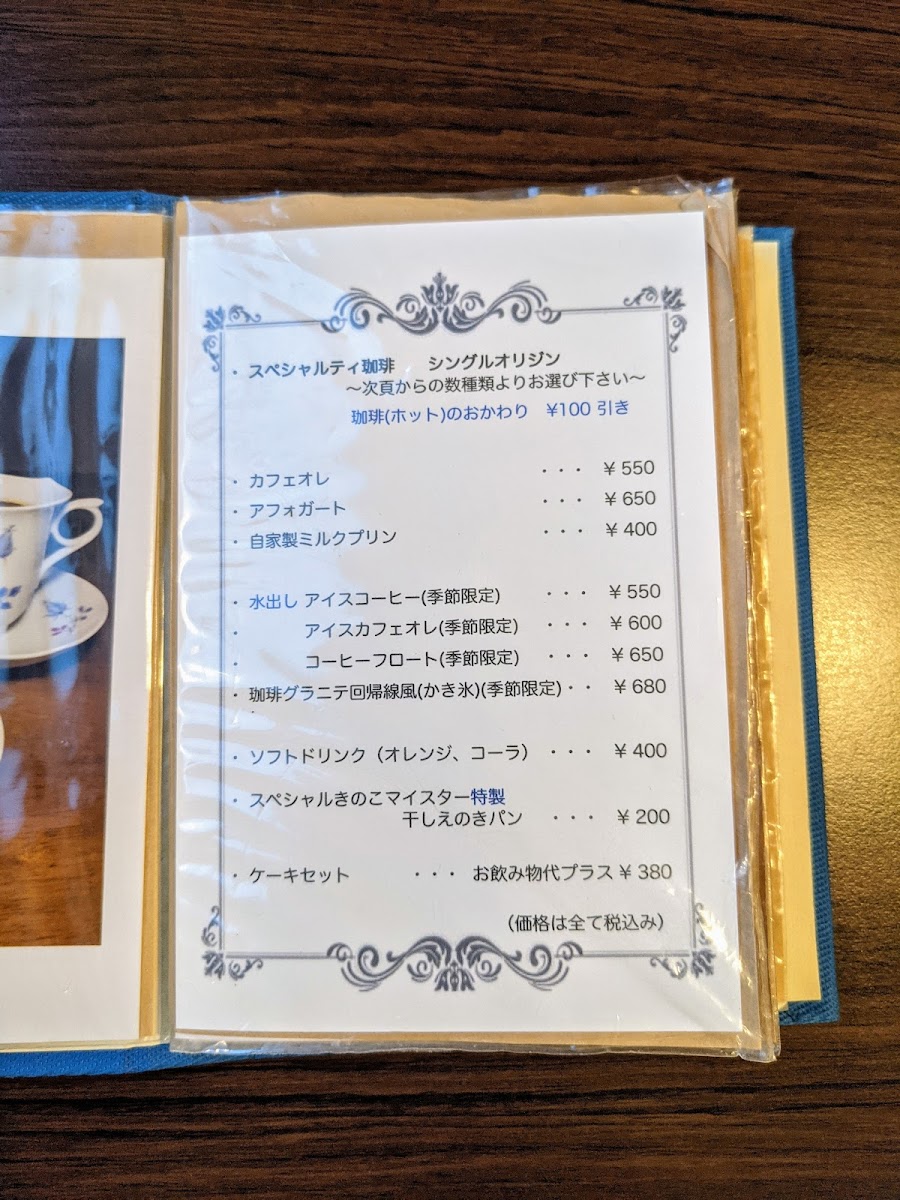 ・スペシャルティ珈琲　シングルオリジン
〜次頁からの数種類よりお選び下さい〜
珈琲(ホット)のおかわり　¥100 引き
・カフェオレ　・・・　¥ 550
・アフォガート　・・・　¥ 650
・自家製ミルクプリン　・・・　¥ 400
・水出し アイスコーヒー(季節限定)　・・・　¥ 550
・　アイスカフェオレ(季節限定)　・・・　¥ 600
・　コーヒーフロート(季節限定)　・・・　¥ 650
・珈琲グラニテ回帰線風(かき氷)(季節限定)・・　¥ 680
・ソフトドリンク（オレンジ、コーラ）　・・・　¥ 400
・スペシャルきのこマイスター特製
干しえのきパン　・・・　¥ 200
・ケーキセット　・・・　お飲み物代プラス ¥ 380
（価格は全て税込み）